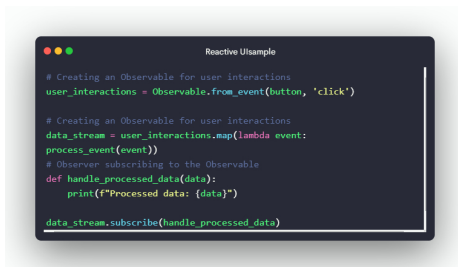 Reactive UIsample
# Creating an Observable for user interactions
user_interactions = Observable.from_event(button, 'click')
# Creating an Observable for user interactions
data_stream = user_interactions.map(lambda event:
process_event(event))
# Observer subscribing to the Observable
def handle_processed_data(data):
    print(f"Processed data: {data}")
data_stream.subscribe(handle_processed_data)